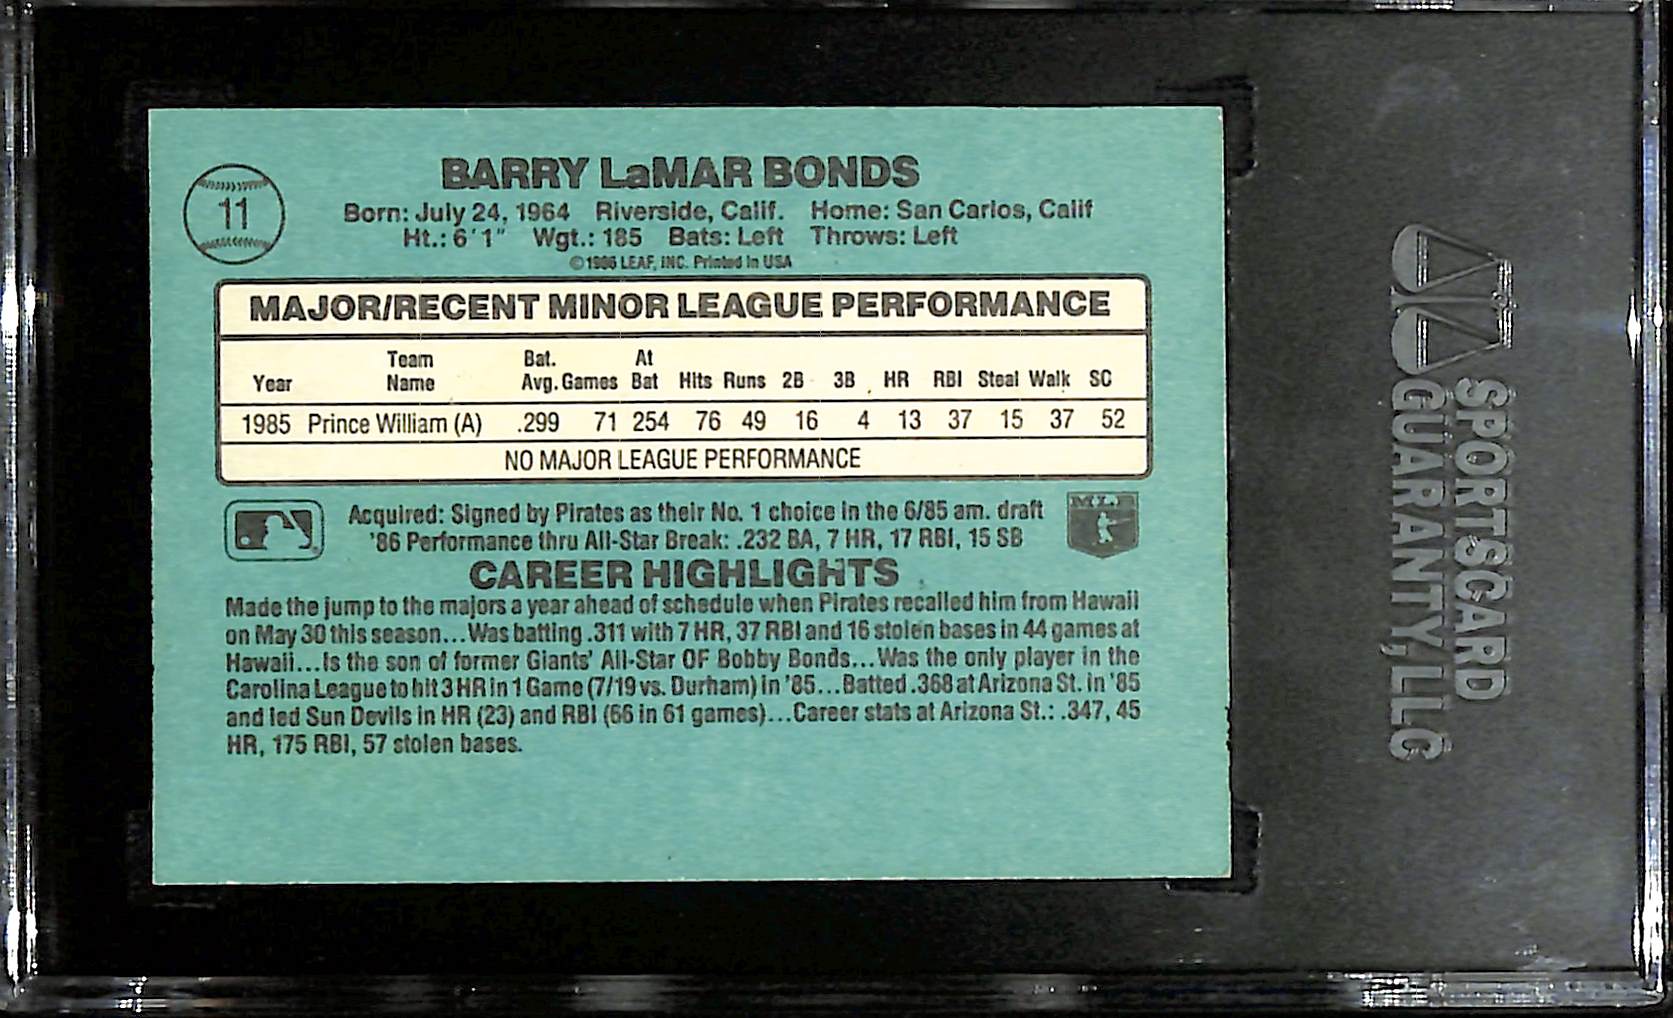 11
BARRY LaMAR BONDS
Born: July 24, 1964 Riverside, Calif. Home: San Carlos, Calif
Ht.: 6'1" Wgt.: 185 Bats: Left Throws: Left
©1986 LEAF, INC. Printed in USA
MAJOR/RECENT MINOR LEAGUE PERFORMANCE
Team Bat. At
Year Name Avg. Games Bat Hits Runs 2B 3B HR RBI Steal Walk SO
1985 Prince William (A) .299 71 254 76 49 16 4 13 37 15 37 52
NO MAJOR LEAGUE PERFORMANCE
Acquired: Signed by Pirates as their No. 1 choice in the 6/85 am. draft
MLB
'86 Performance thru All-Star Break: .232 BA, 7 HR, 17 RBI, 15 SB
CAREER HIGHLIGHTS
Made the jump to the majors a year ahead of schedule when Pirates recalled him from Hawaii
on May 30 this season...Was batting .311 with 7 HR, 37 RBI and 16 stolen bases in 44 games at
Hawaii...Is the son of former Giants' All-Star OF Bobby Bonds...Was the only player in the
Carolina League to hit 3 HR in 1 Game (7/19 vs. Durham) in '85...Batted .368 at Arizona St. in '85
and led Sun Devils in HR (23) and RBI (66 in 61 games)...Career stats at Arizona St.: .347, 45
HR, 175 RBI, 57 stolen bases.
SPORTSCARD
GUARANTY, LLC